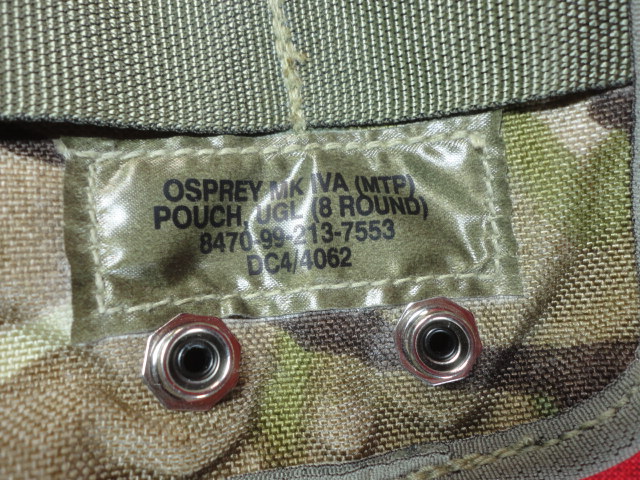 OSPREY MK IVA (MTP)
POUCH, UGL (8 ROUND)
8470-99-213-7553
DC4/4062